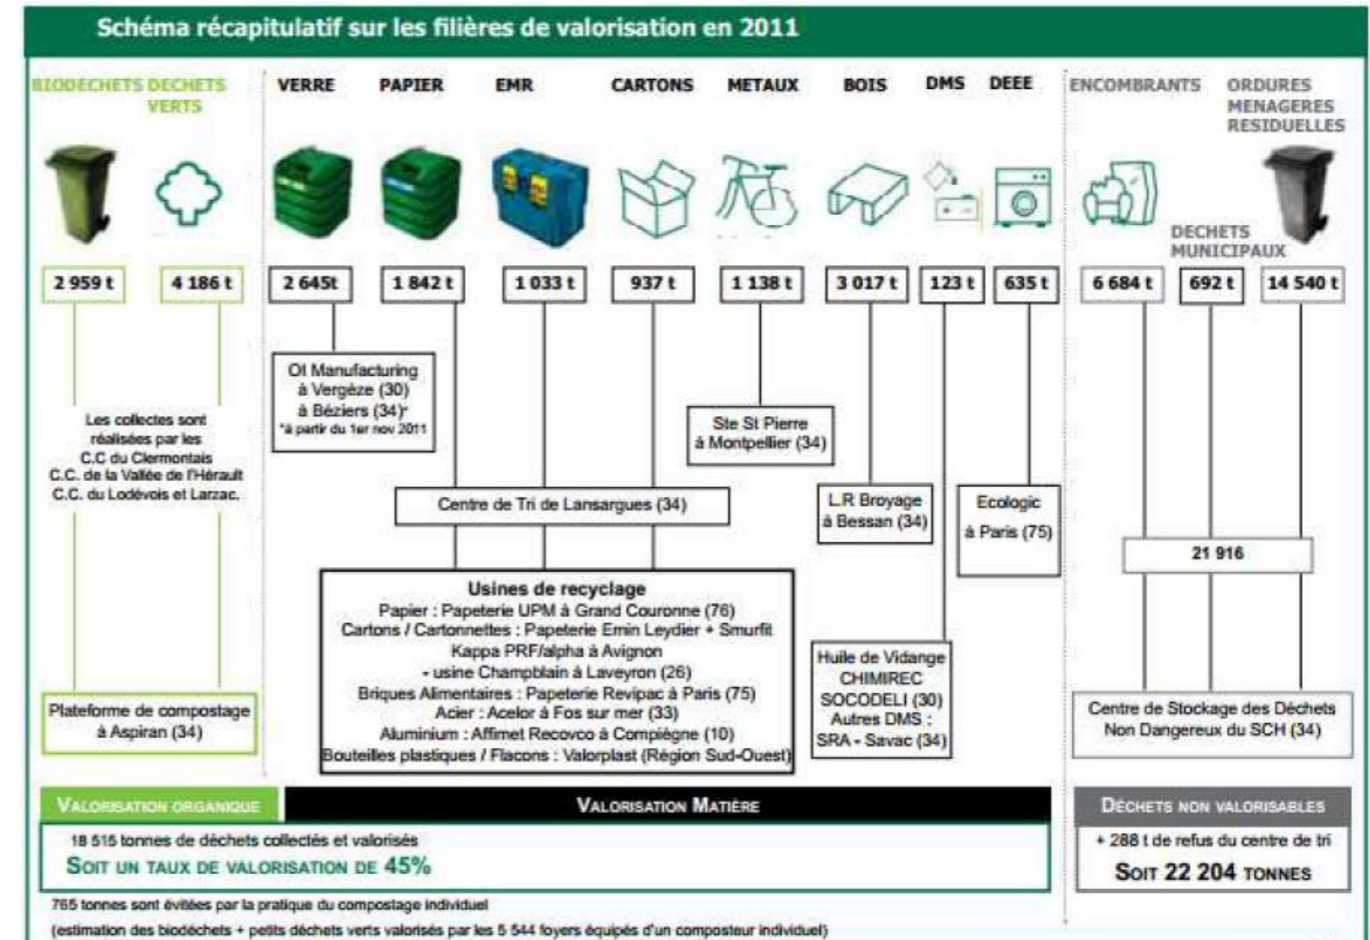 Schéma récapitulatif sur les filières de valorisation en 2011
BIODECHETS
DECHETS
VERTS
VERRE
PAPIER
EMR
CARTONS
METAUX
BOIS
DMS
DEEE
ENCOMBRANTS
DECHETS
MUNICIPAUX
ORDURES
MENAGERES
RESIDUELLES
2 959 t
4 186 t
2 645t
1 842 t
1 033 t
937 t
1 138 t
3 017 t
123 t
635 t
6 684 t
692 t
14 540 t
Les collectes sont
réalisées par les
C.C du Clermontais
C.C. de la Vallée de l'Hérault
C.C. du Lodévois et Larzac.
Plateforme de compostage
à Aspiran (34)
OI Manufacturing
à Vergèze (30)
à Béziers (34)*
*à partir du 1er nov 2011
Centre de Tri de Lansargues (34)
Usines de recyclage
Papier : Papeterie UPM à Grand Couronne (76)
Cartons / Cartonnettes : Papeterie Emin Leydier + Smurfit
Kappa PRF/alpha à Avignon
- usine Champblain à Laveyron (26)
Briques Alimentaires : Papeterie Revipac à Paris (75)
Acier : Acelor à Fos sur mer (33)
Aluminium : Affimet Recovco à Compiègne (10)
Bouteilles plastiques / Flacons : Valorplast (Région Sud-Ouest)
Ste St Pierre
à Montpellier (34)
L.R Broyage
à Bessan (34)
Huile de Vidange
CHIMIREC
SOCODELI (30)
Autres DMS :
SRA - Savac (34)
Ecologic
à Paris (75)
21 916
Centre de Stockage des Déchets
Non Dangereux du SCH (34)
VALORISATION ORGANIQUE
VALORISATION MATIÈRE
DÉCHETS NON VALORISABLES
18 515 tonnes de déchets collectés et valorisés
SOIT UN TAUX DE VALORISATION DE 45%
+ 288 t de refus du centre de tri
SOIT 22 204 TONNES
765 tonnes sont évitées par la pratique du compostage individuel
(estimation des biodéchets + petits déchets verts valorisés par les 5 544 foyers équipés d'un composteur individuel)